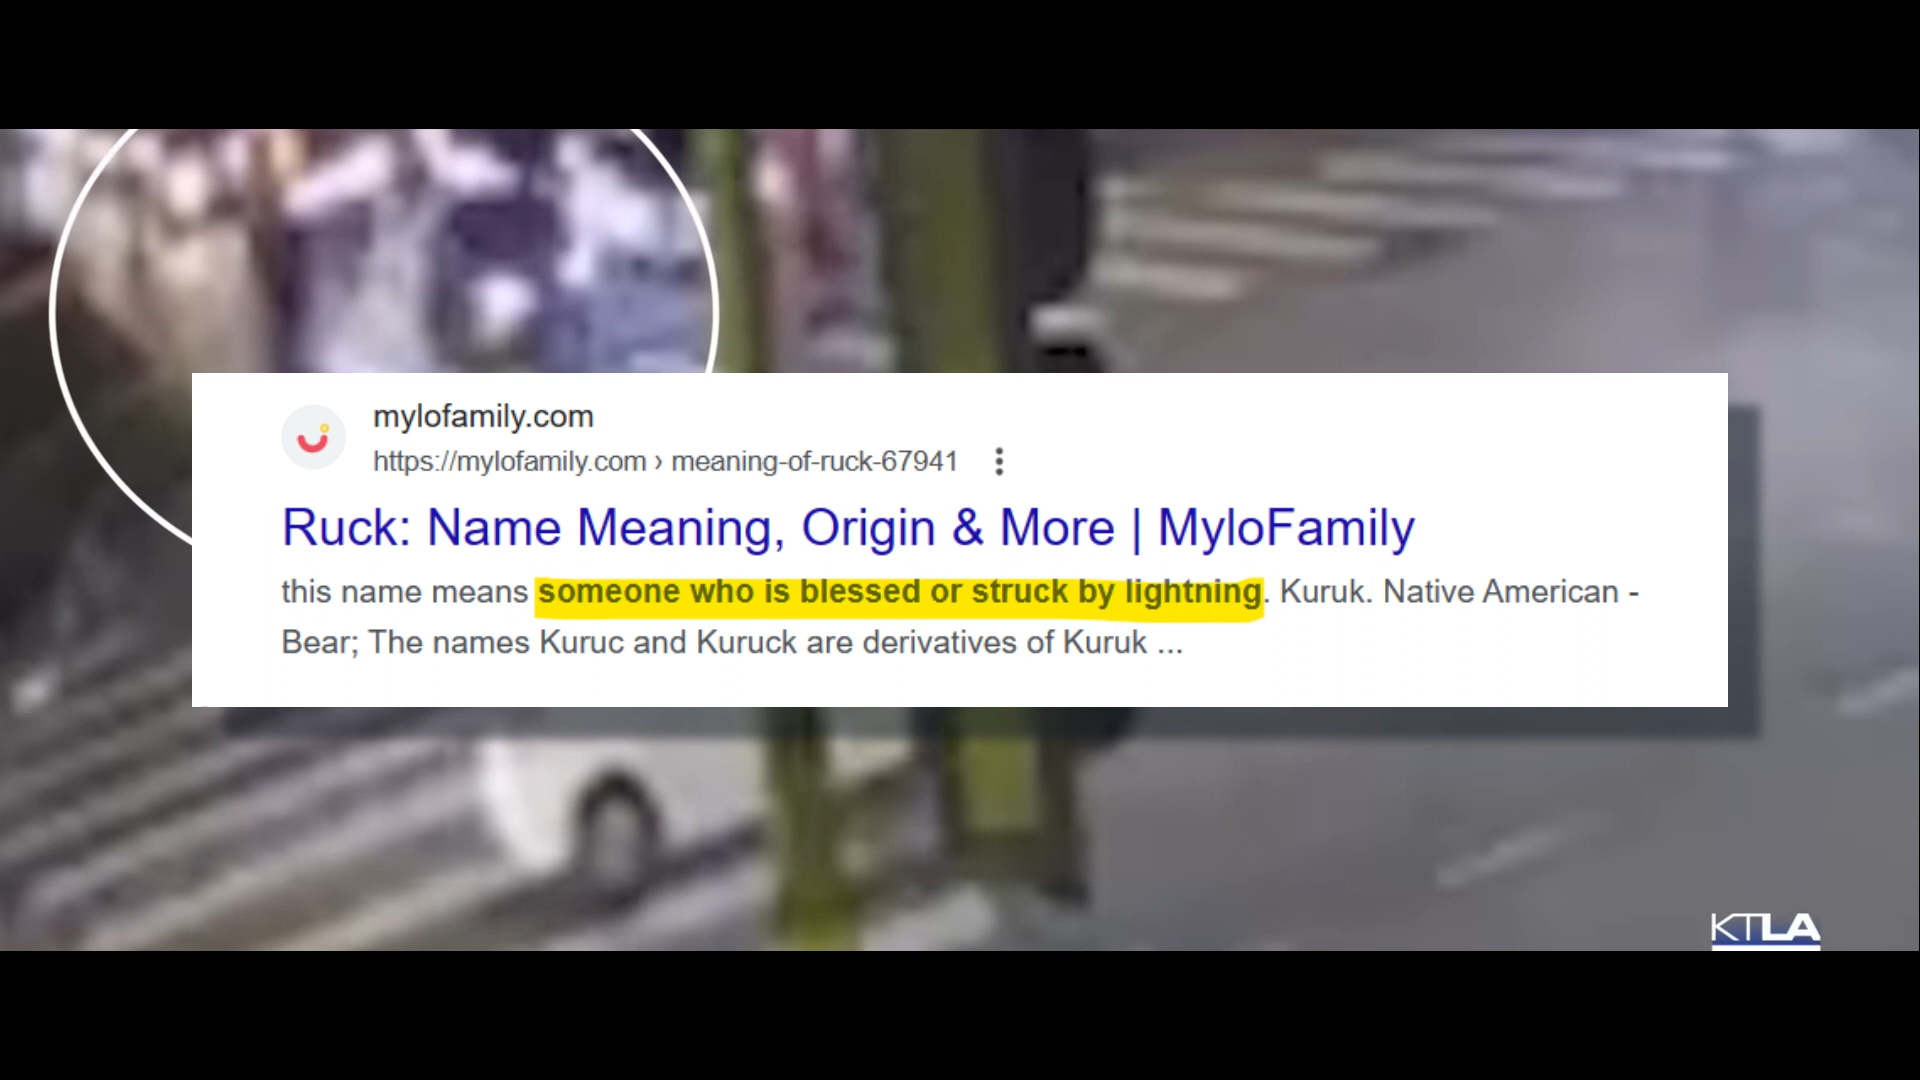 mylofamily.com
https://mylofamily.com › meaning-of-ruck-67941
Ruck: Name Meaning, Origin & More | MyloFamily
this name means someone who is blessed or struck by lightning. Kuruk. Native American -
Bear; The names Kuruc and Kuruck are derivatives of Kuruk ...
KTLA